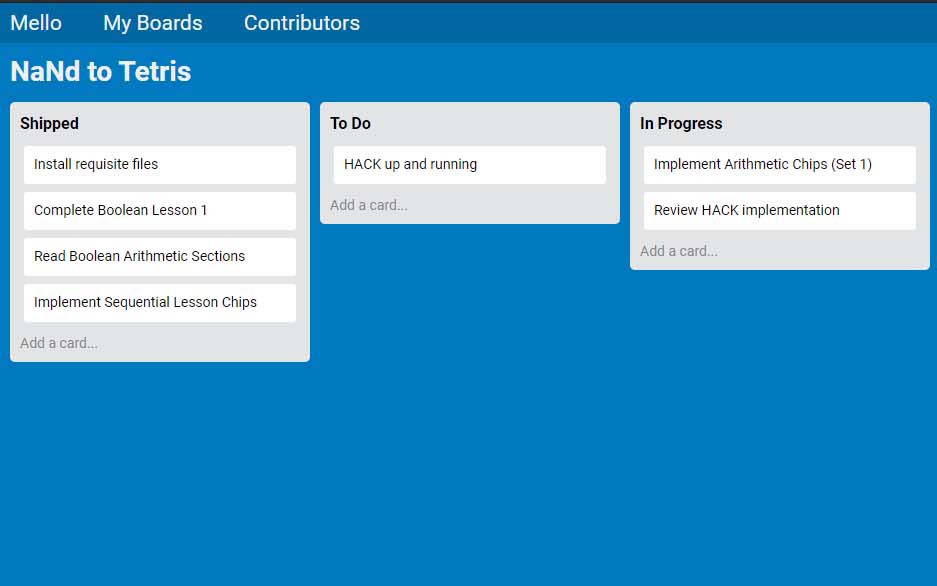 Mello My Boards Contributors
NaNd to Tetris
Shipped
Install requisite files
Complete Boolean Lesson 1
Read Boolean Arithmetic Sections
Implement Sequential Lesson Chips
Add a card...
To Do
HACK up and running
Add a card...
In Progress
Implement Arithmetic Chips (Set 1)
Review HACK implementation
Add a card...